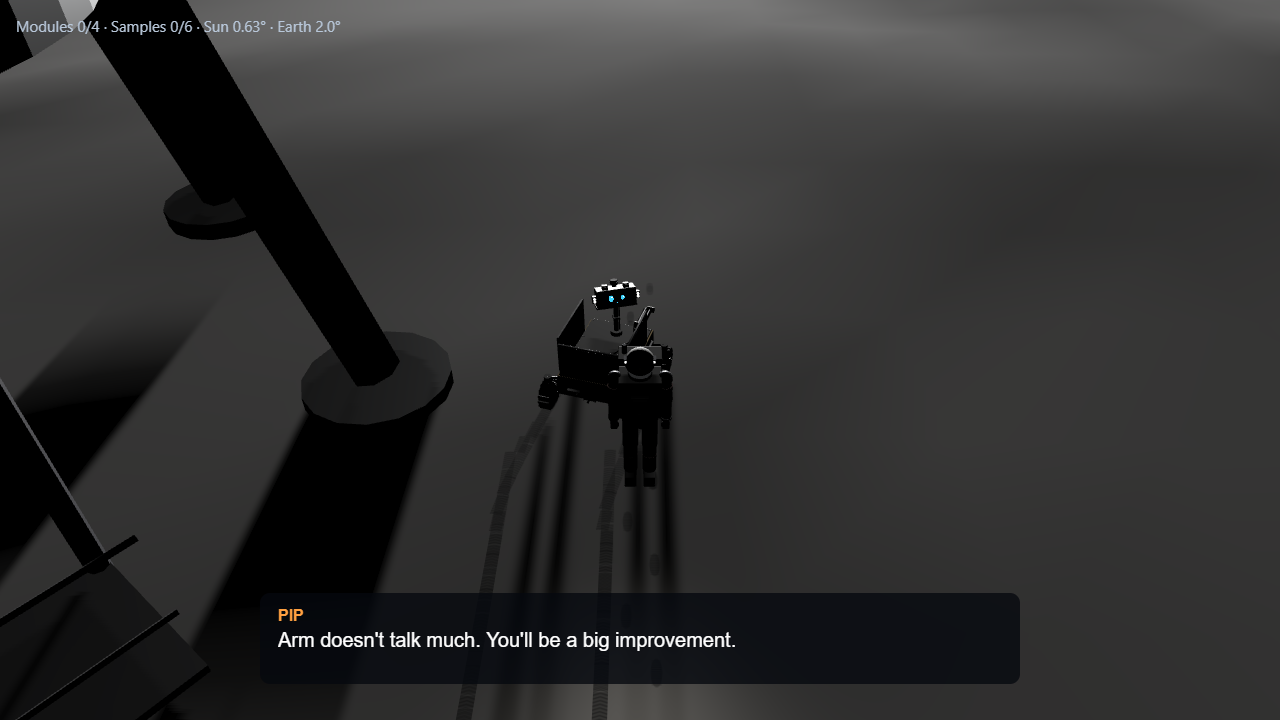 Modules 0/4 · Samples 0/6 · Sun 0.63° · Earth 2.0°
PIP
Arm doesn't talk much. You'll be a big improvement.